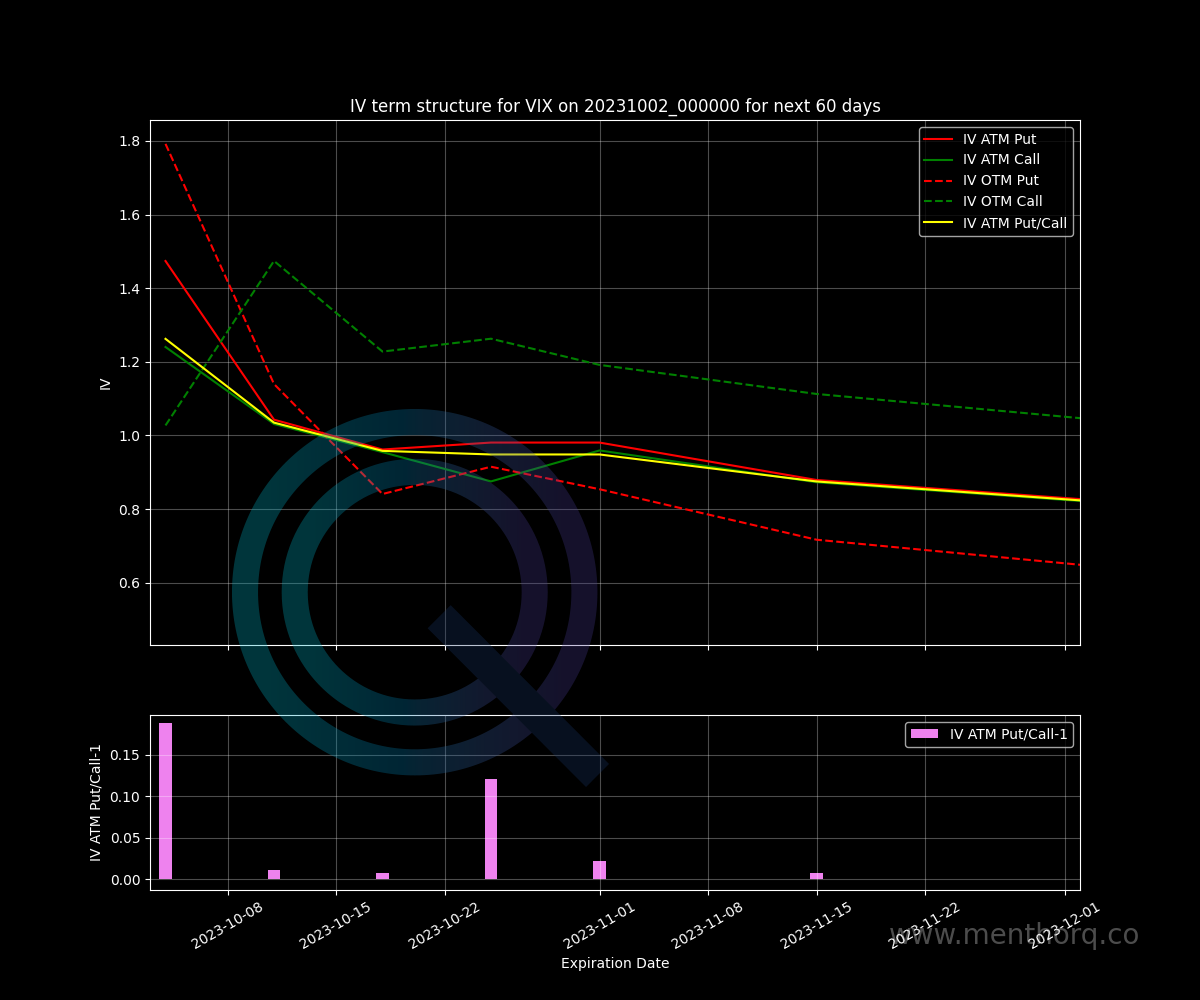 IV term structure for VIX on 20231002_000000 for next 60 days
1.8
1.6
1.4
1.2
1.0
0.8
0.6
IV
IV ATM Put
IV ATM Call
IV OTM Put
IV OTM Call
IV ATM Put/Call
0.15
0.10
0.05
0.00
IV ATM Put/Call-1
IV ATM Put/Call-1
2023-10-08
2023-10-15
2023-10-22
2023-11-01
2023-11-08
2023-11-15
2023-11-22
2023-12-01
www.menthorq.co
Expiration Date